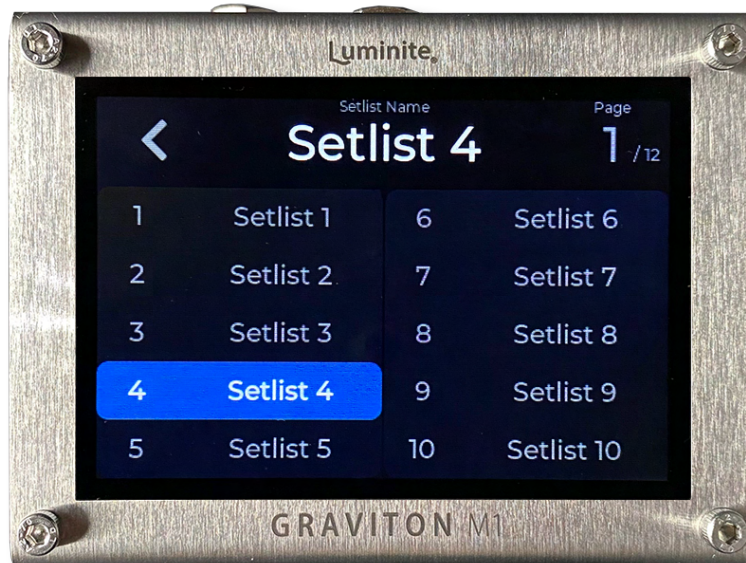 Luminite
Setlist Name
Page
Setlist 4
1 / 12
1 Setlist 1
2 Setlist 2
3 Setlist 3
4 Setlist 4
5 Setlist 5
6 Setlist 6
7 Setlist 7
8 Setlist 8
9 Setlist 9
10 Setlist 10
GRAVITON M1